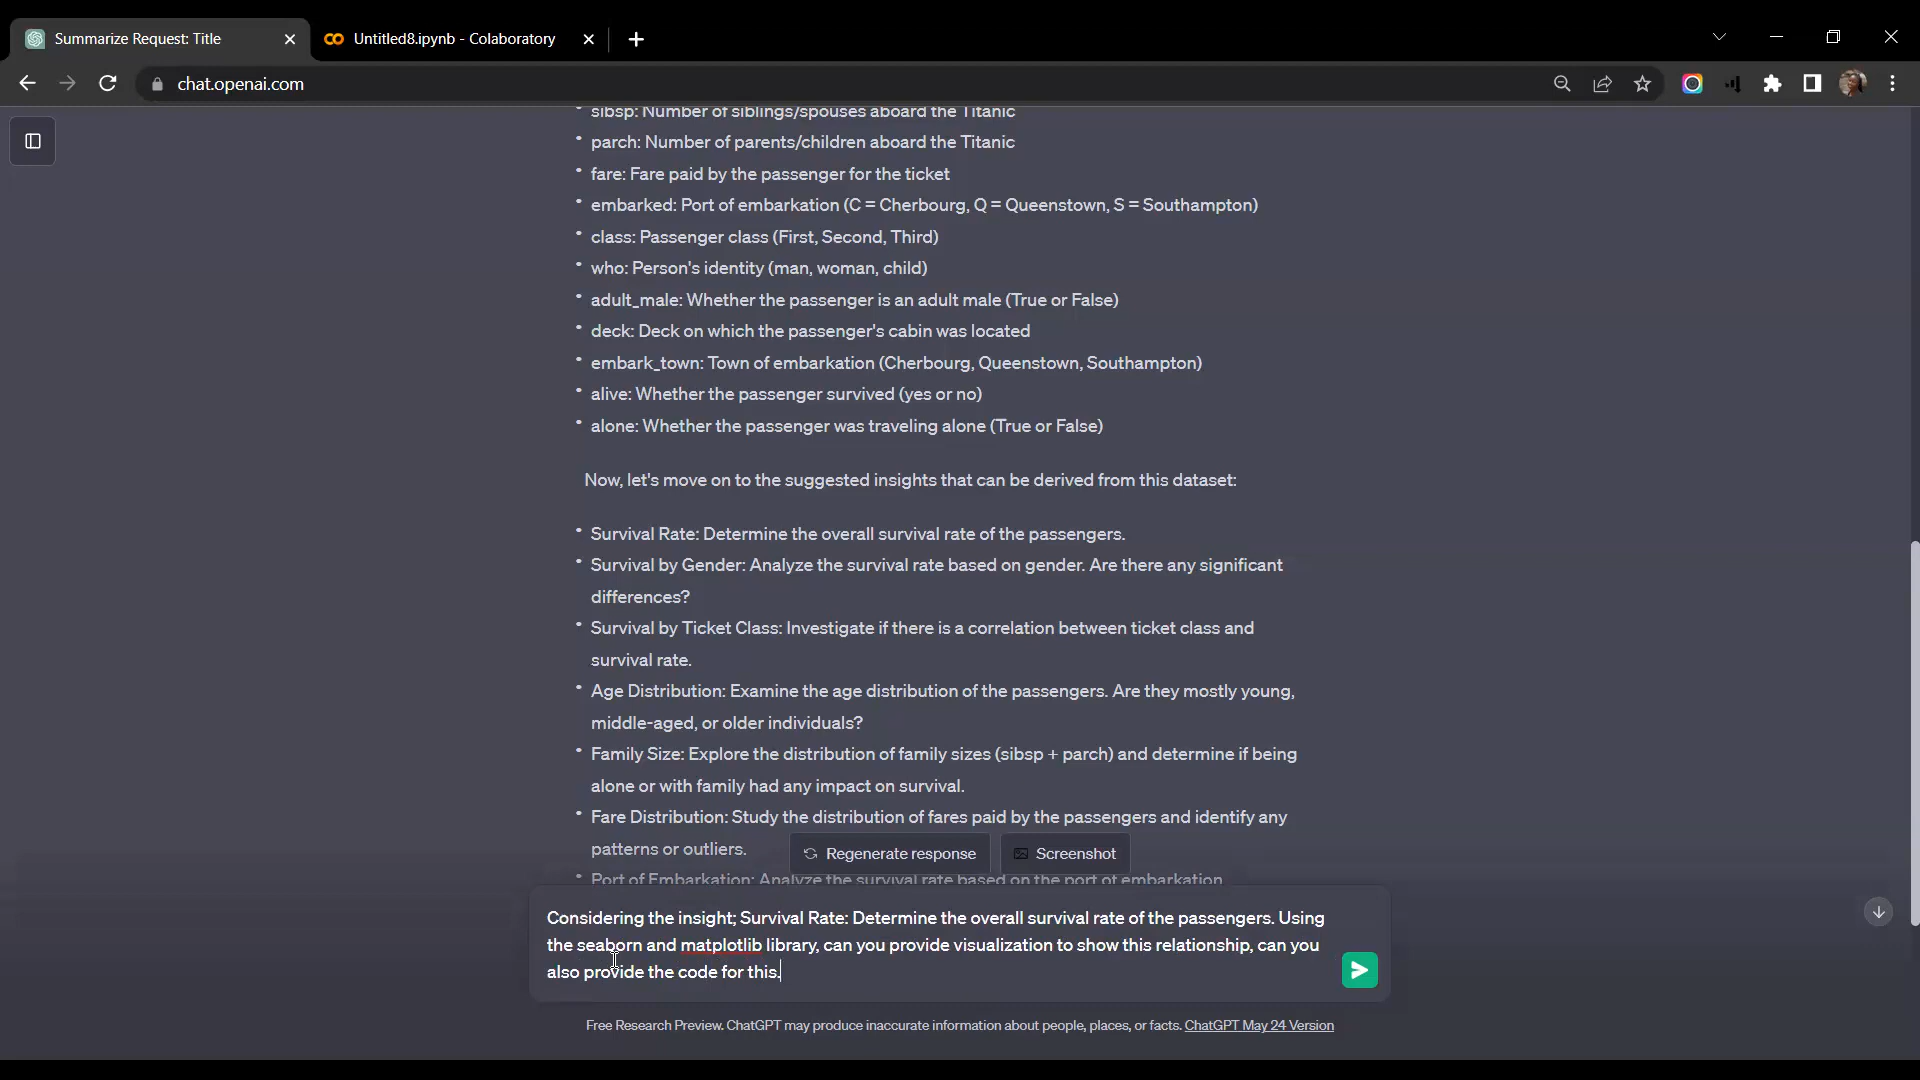 Summarize Request: Title
Untitled8.ipynb - Colaboratory
chat.openai.com
sibsp: Number of siblings/spouses aboard the Titanic
parch: Number of parents/children aboard the Titanic
fare: Fare paid by the passenger for the ticket
embarked: Port of embarkation (C = Cherbourg, Q = Queenstown, S = Southampton)
class: Passenger class (First, Second, Third)
who: Person's identity (man, woman, child)
adult_male: Whether the passenger is an adult male (True or False)
deck: Deck on which the passenger's cabin was located
embark_town: Town of embarkation (Cherbourg, Queenstown, Southampton)
alive: Whether the passenger survived (yes or no)
alone: Whether the passenger was traveling alone (True or False)
Now, let's move on to the suggested insights that can be derived from this dataset:
Survival Rate: Determine the overall survival rate of the passengers.
Survival by Gender: Analyze the survival rate based on gender. Are there any significant
differences?
Survival by Ticket Class: Investigate if there is a correlation between ticket class and
survival rate.
Age Distribution: Examine the age distribution of the passengers. Are they mostly young,
middle-aged, or older individuals?
Family Size: Explore the distribution of family sizes (sibsp + parch) and determine if being
alone or with family had any impact on survival.
Fare Distribution: Study the distribution of fares paid by the passengers and identify any
patterns or outliers.
Regenerate response
Screenshot
Port of Embarkation: Analyze the survival rate based on the port of embarkation
Considering the insight; Survival Rate: Determine the overall survival rate of the passengers. Using
the seaborn and matplotlib library, can you provide visualization to show this relationship, can you
also provide the code for this.
Free Research Preview. ChatGPT may produce inaccurate information about people, places, or facts. ChatGPT May 24 Version